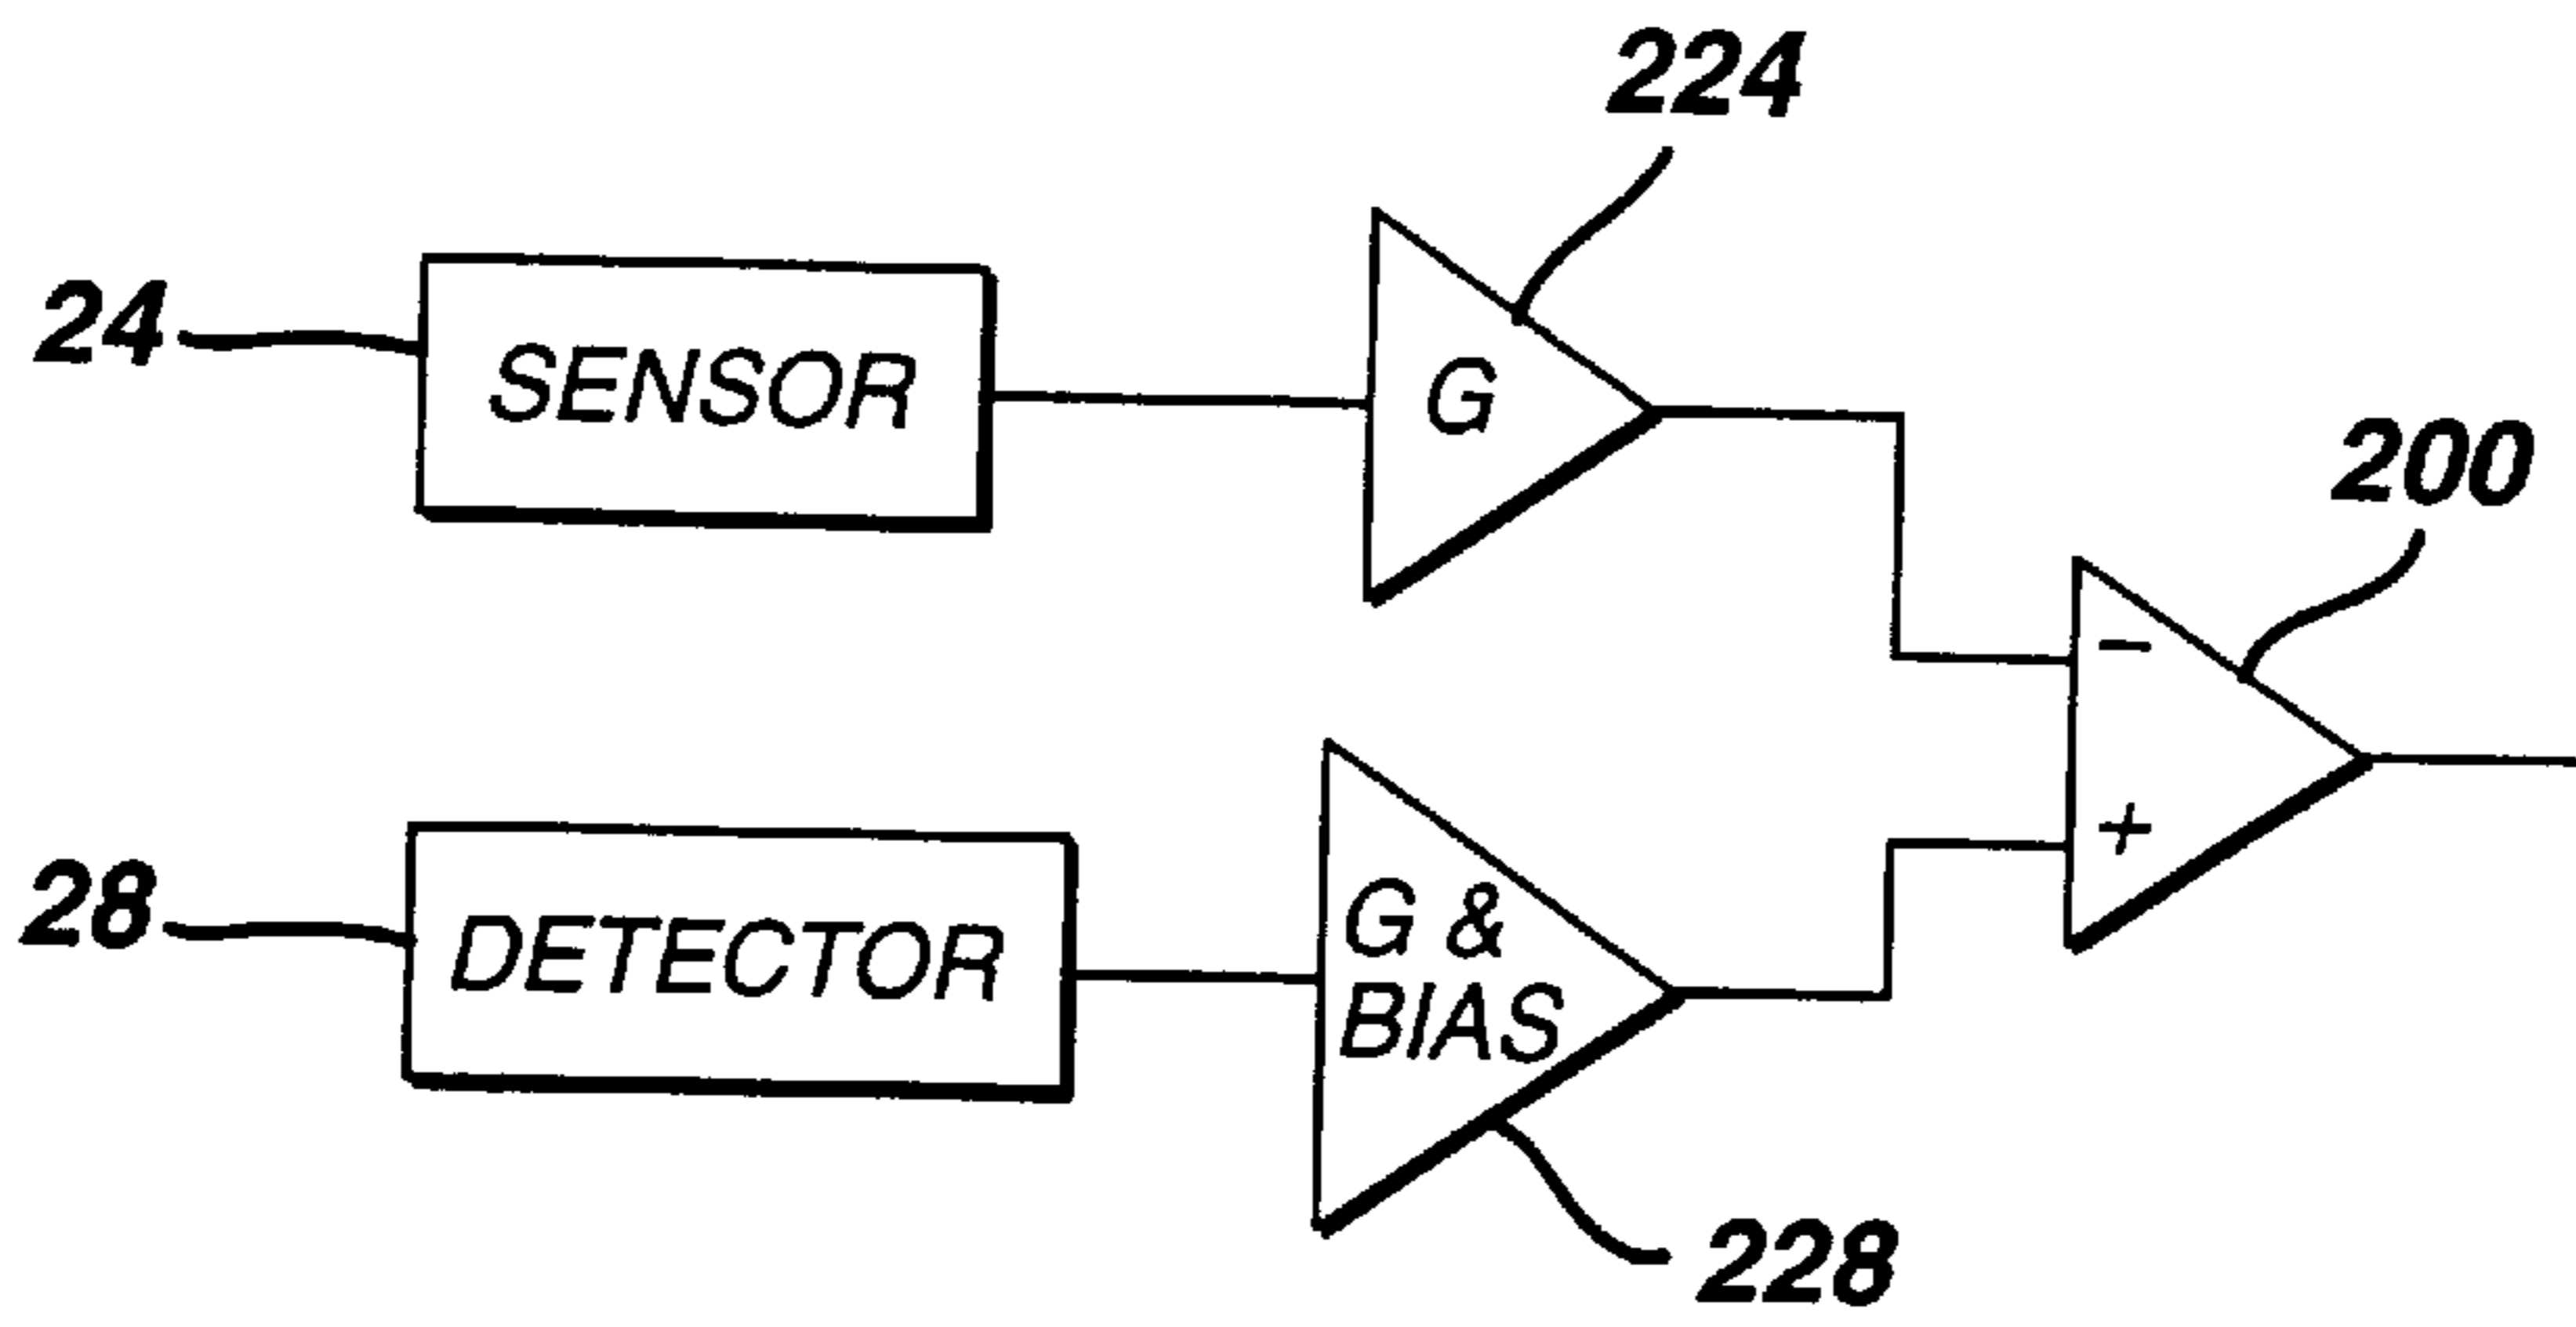 224
24
SENSOR
G
200
−
+
28
DETECTOR
G &
BIAS
228